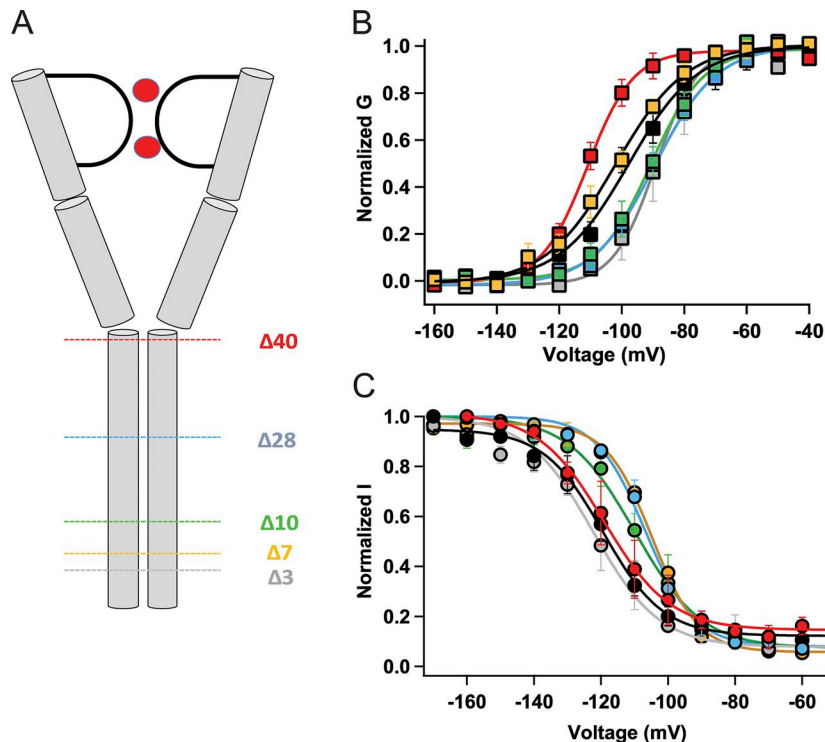 A
Δ40
Δ28
Δ10
Δ7
Δ3
B
Normalized G
1.0
0.8
0.6
0.4
0.2
0.0
-160 -140 -120 -100 -80 -60 -40
Voltage (mV)
C
Normalized I
1.0
0.8
0.6
0.4
0.2
0.0
-160 -140 -120 -100 -80 -60
Voltage (mV)